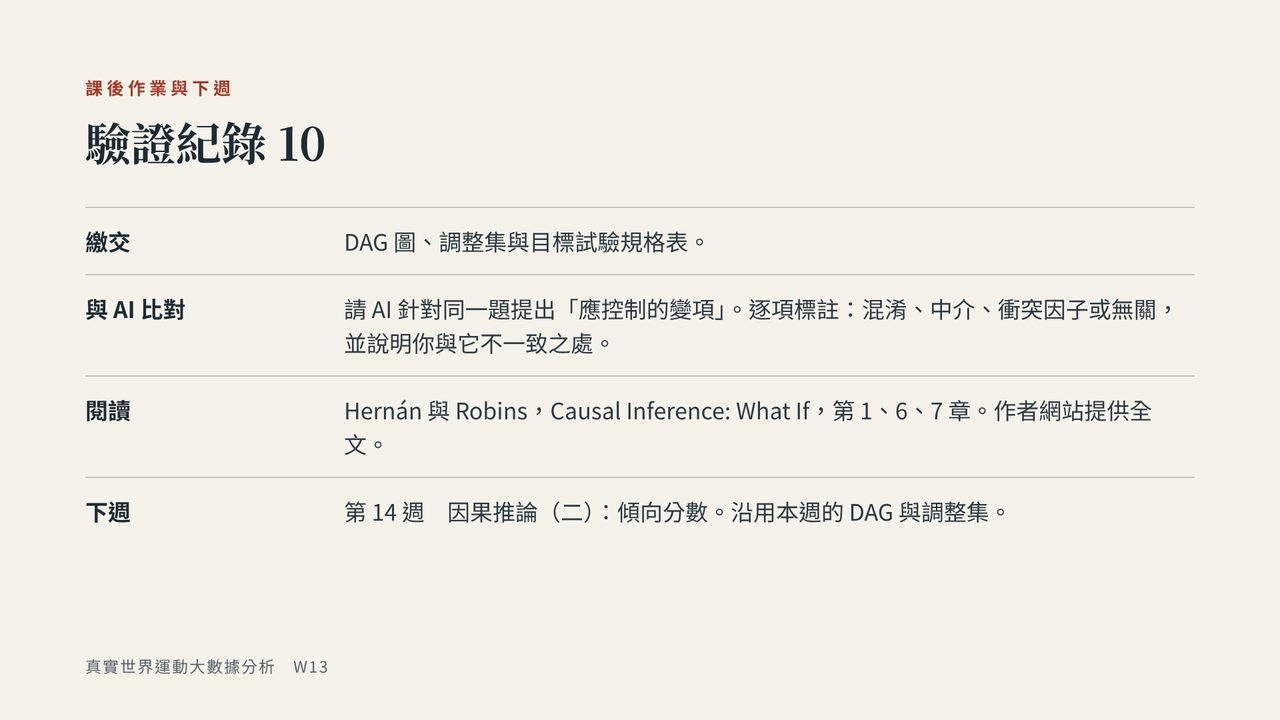 課後作業與下週
驗證紀錄 10
繳交
DAG 圖、調整集與目標試驗規格表。
與 AI 比對
請 AI 針對同一題提出「應控制的變項」。逐項標註：混淆、中介、衝突因子或無關，
並說明你與它不一致之處。
閱讀
Hernán 與 Robins，Causal Inference: What If，第 1、6、7 章。作者網站提供全
文。
下週
第 14 週　因果推論（二）：傾向分數。沿用本週的 DAG 與調整集。
真實世界運動大數據分析　W13